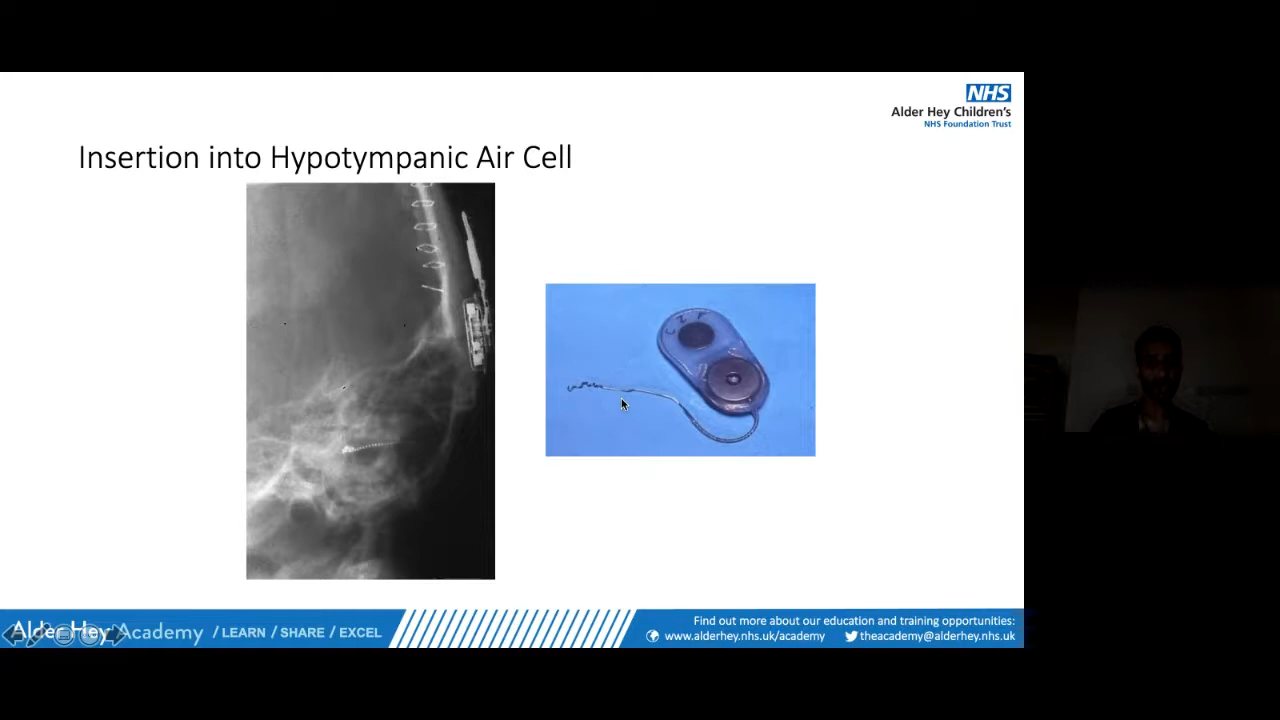 NHS
Alder Hey Children's
NHS Foundation Trust
Insertion into Hypotympanic Air Cell
C Z F
Alder Hey Academy / LEARN / SHARE / EXCEL
Find out more about our education and training opportunities:
www.alderhey.nhs.uk/academy theacademy@alderhey.nhs.uk